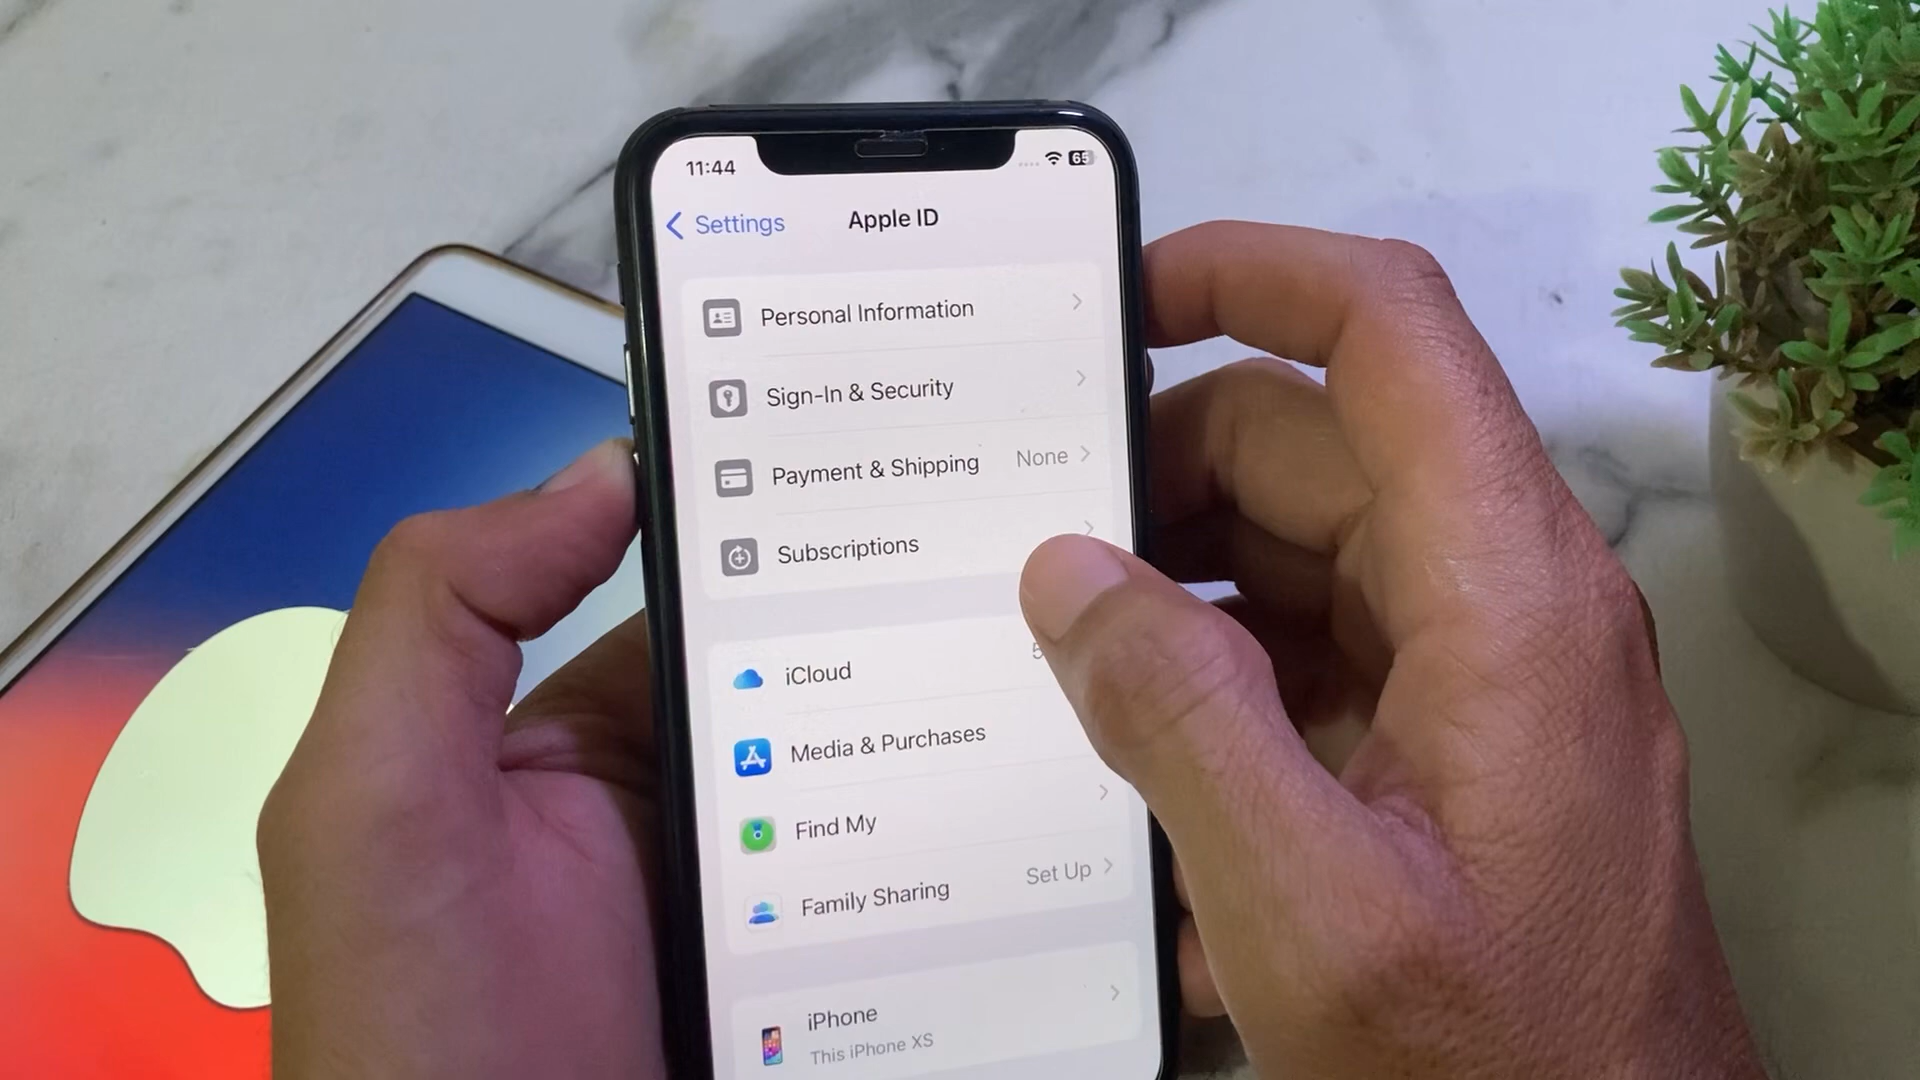 11:44
65
Settings
Apple ID
Personal Information
Sign-In & Security
Payment & Shipping None
Subscriptions
iCloud
Media & Purchases
Find My
Family Sharing Set Up
iPhone
This iPhone XS